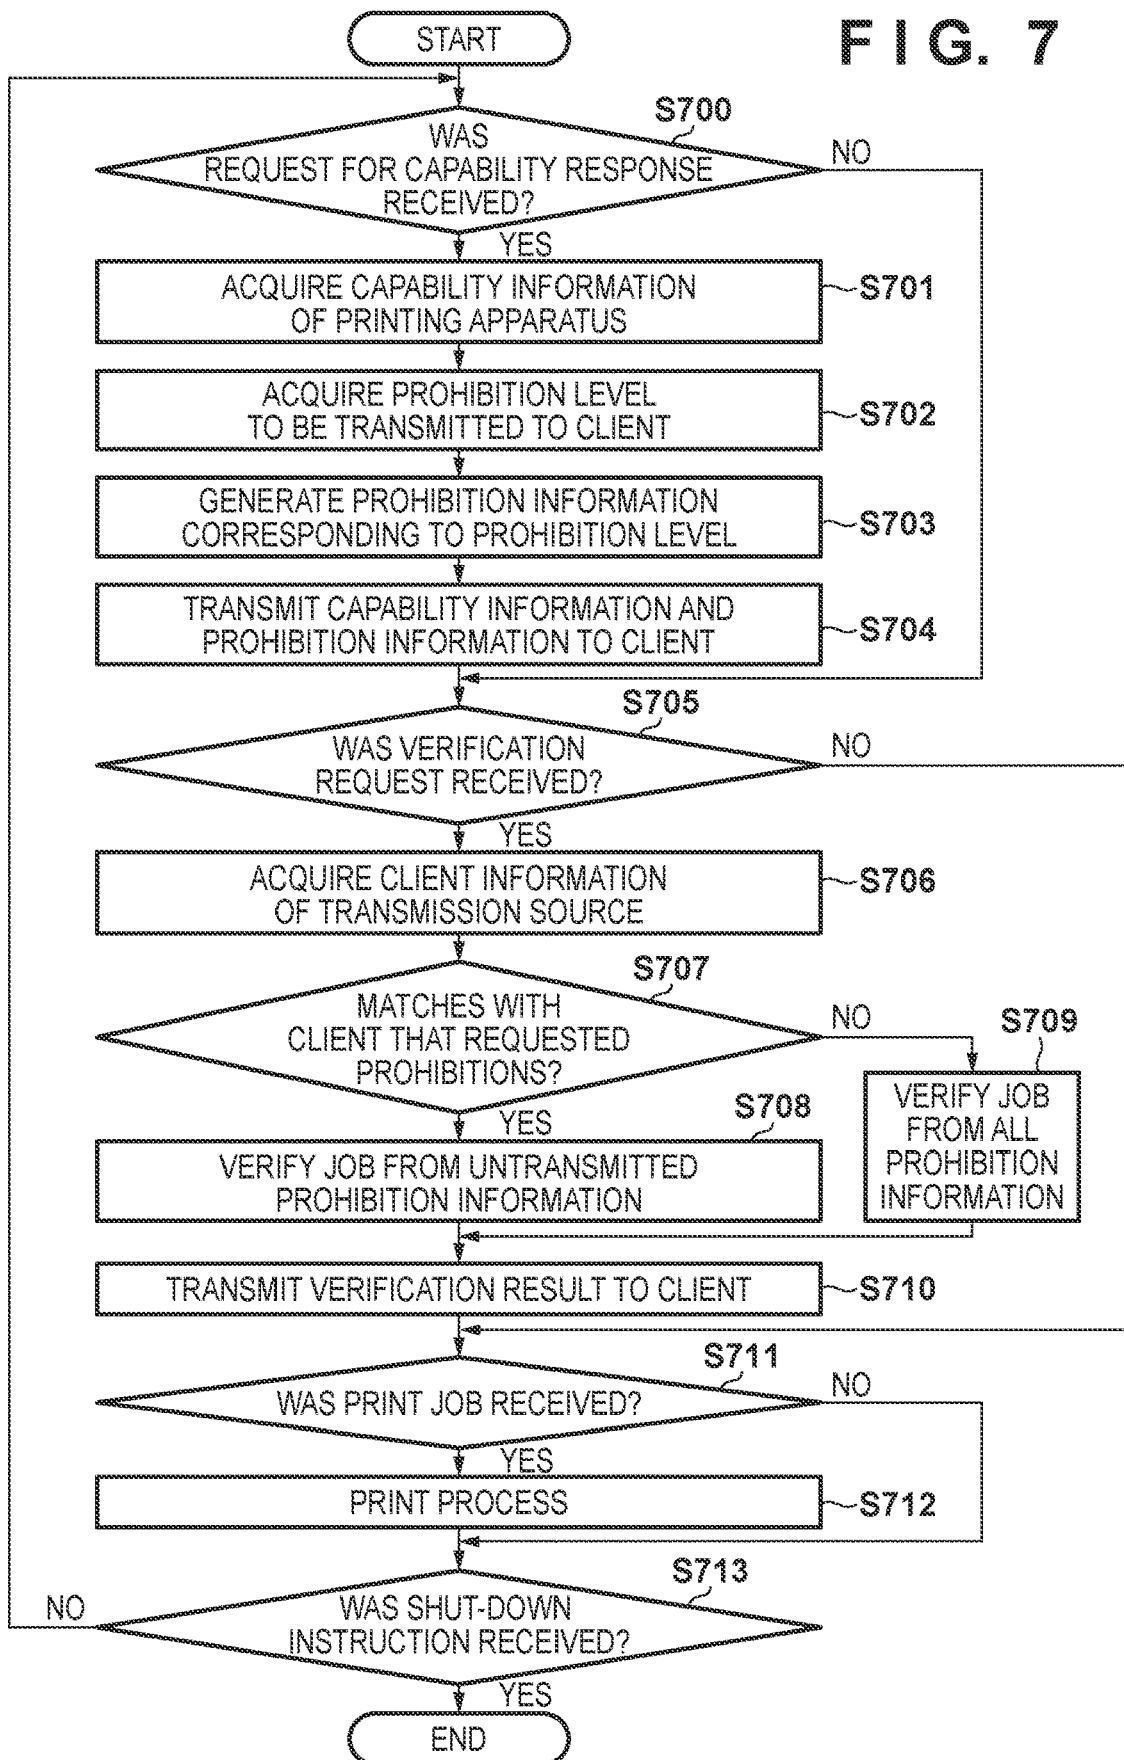 FIG. 7
START
S700
WAS
REQUEST FOR CAPABILITY RESPONSE
RECEIVED?
NO
YES
ACQUIRE CAPABILITY INFORMATION
OF PRINTING APPARATUS
S701
ACQUIRE PROHIBITION LEVEL
TO BE TRANSMITTED TO CLIENT
S702
GENERATE PROHIBITION INFORMATION
CORRESPONDING TO PROHIBITION LEVEL
S703
TRANSMIT CAPABILITY INFORMATION AND
PROHIBITION INFORMATION TO CLIENT
S704
S705
WAS VERIFICATION
REQUEST RECEIVED?
NO
YES
ACQUIRE CLIENT INFORMATION
OF TRANSMISSION SOURCE
S706
S707
MATCHES WITH
CLIENT THAT REQUESTED
PROHIBITIONS?
NO
YES
S709
VERIFY JOB
FROM ALL
PROHIBITION
INFORMATION
S708
VERIFY JOB FROM UNTRANSMITTED
PROHIBITION INFORMATION
TRANSMIT VERIFICATION RESULT TO CLIENT
S710
S711
WAS PRINT JOB RECEIVED?
NO
YES
PRINT PROCESS
S712
S713
WAS SHUT-DOWN
INSTRUCTION RECEIVED?
NO
YES
END